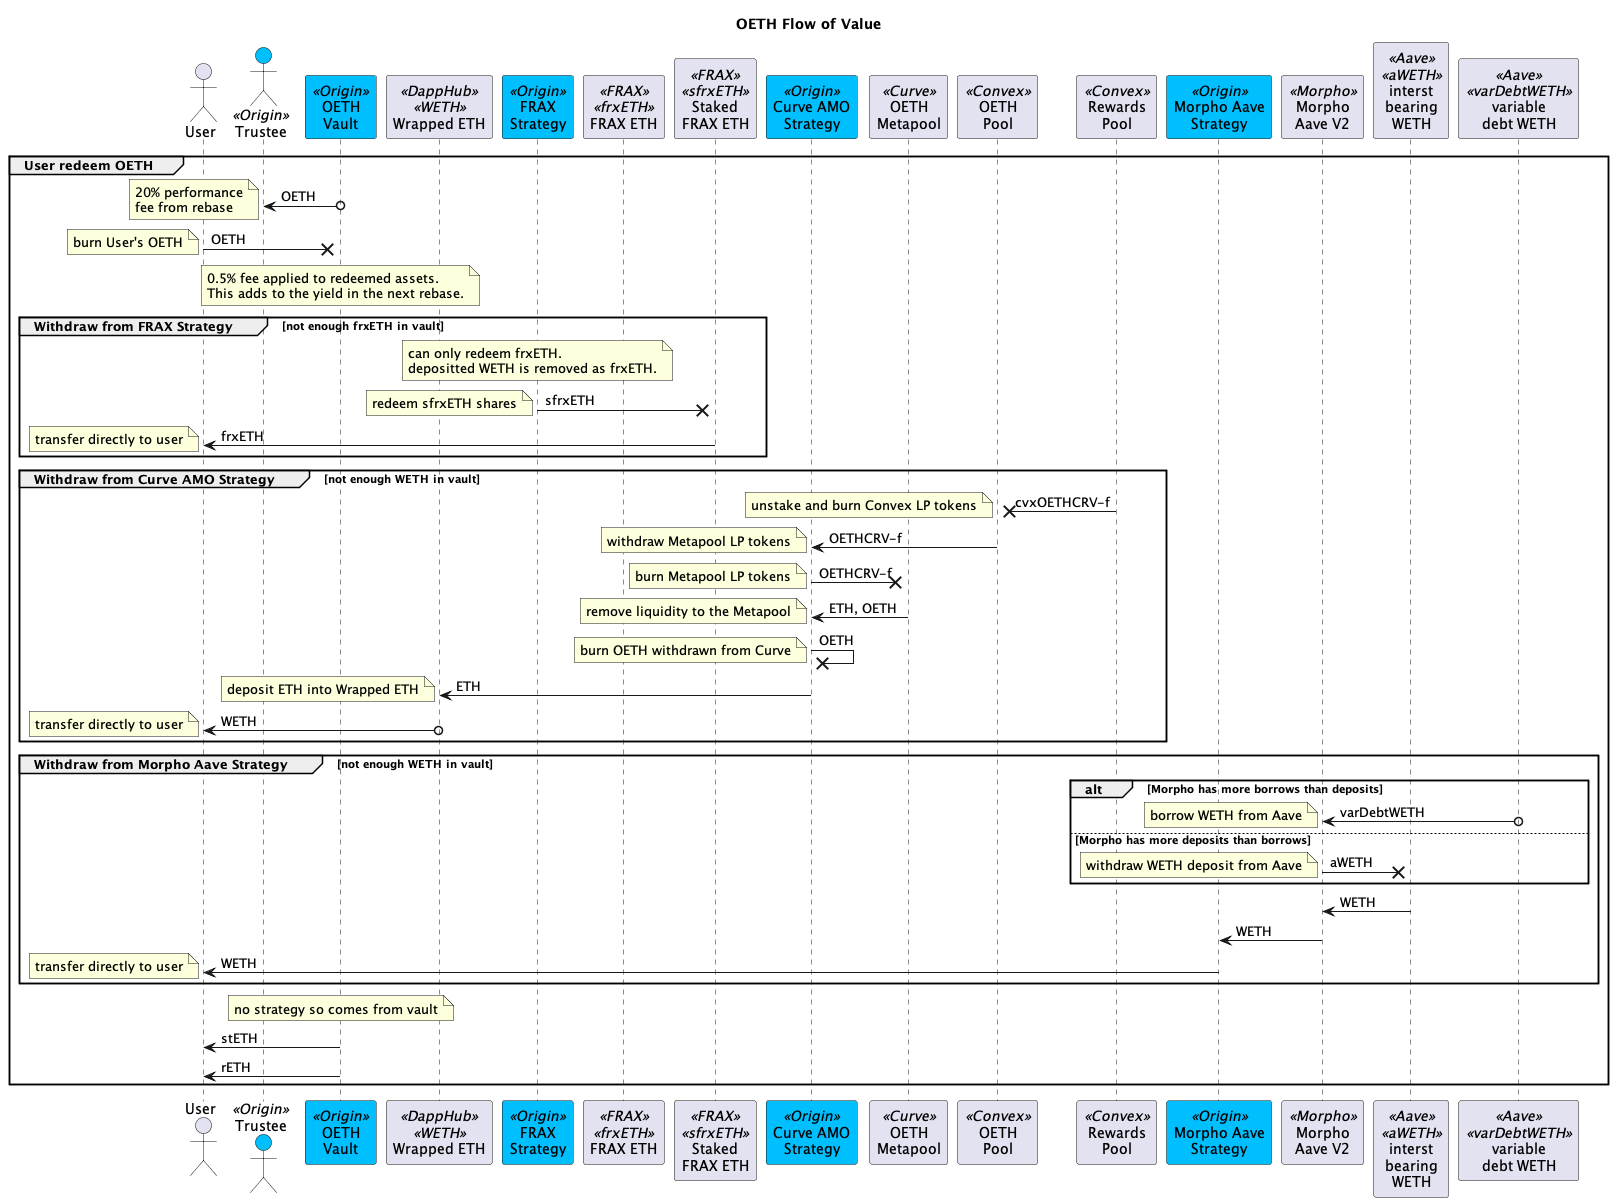 OETH Flow of Value
User
«Origin»
Trustee
«Origin»
OETH
Vault
«DappHub»
«WETH»
Wrapped ETH
«Origin»
FRAX
Strategy
«FRAX»
«frxETH»
FRAX ETH
«FRAX»
«sfrxETH»
Staked
FRAX ETH
«Origin»
Curve AMO
Strategy
«Curve»
OETH
Metapool
«Convex»
OETH
Pool
«Convex»
Rewards
Pool
«Origin»
Morpho Aave
Strategy
«Morpho»
Morpho
Aave V2
«Aave»
«aWETH»
interst
bearing
WETH
«Aave»
«varDebtWETH»
variable
debt WETH
User redeem OETH
20% performance
fee from rebase
OETH
burn User's OETH
OETH
0.5% fee applied to redeemed assets.
This adds to the yield in the next rebase.
Withdraw from FRAX Strategy
[not enough frxETH in vault]
can only redeem frxETH.
depositted WETH is removed as frxETH.
redeem sfrxETH shares
sfrxETH
transfer directly to user
frxETH
Withdraw from Curve AMO Strategy
[not enough WETH in vault]
unstake and burn Convex LP tokens
cvxOETHCRV-f
withdraw Metapool LP tokens
OETHCRV-f
burn Metapool LP tokens
OETHCRV-f
remove liquidity to the Metapool
ETH, OETH
burn OETH withdrawn from Curve
OETH
deposit ETH into Wrapped ETH
ETH
transfer directly to user
WETH
Withdraw from Morpho Aave Strategy
[not enough WETH in vault]
alt
[Morpho has more borrows than deposits]
borrow WETH from Aave
varDebtWETH
[Morpho has more deposits than borrows]
withdraw WETH deposit from Aave
aWETH
WETH
WETH
transfer directly to user
WETH
no strategy so comes from vault
stETH
rETH
User
«Origin»
Trustee
«Origin»
OETH
Vault
«DappHub»
«WETH»
Wrapped ETH
«Origin»
FRAX
Strategy
«FRAX»
«frxETH»
FRAX ETH
«FRAX»
«sfrxETH»
Staked
FRAX ETH
«Origin»
Curve AMO
Strategy
«Curve»
OETH
Metapool
«Convex»
OETH
Pool
«Convex»
Rewards
Pool
«Origin»
Morpho Aave
Strategy
«Morpho»
Morpho
Aave V2
«Aave»
«aWETH»
interst
bearing
WETH
«Aave»
«varDebtWETH»
variable
debt WETH